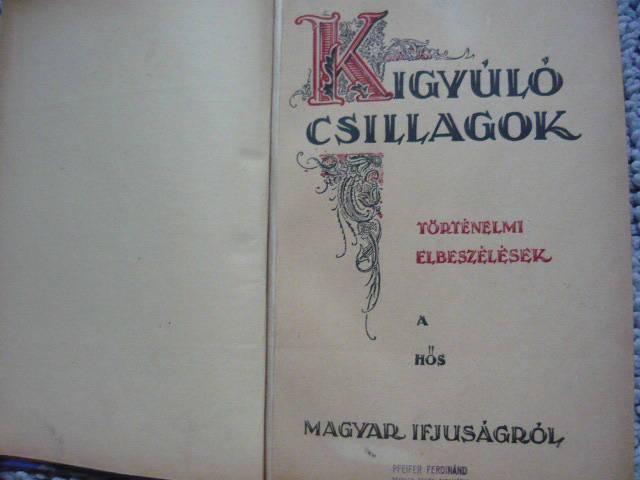 KIGYÚLÓ
CSILLAGOK
TÖRTÉNELMI
ELBESZÉLÉSEK
A
HŐS
MAGYAR IFJUSÁGRÓL
PFEIFER FERDINÁND